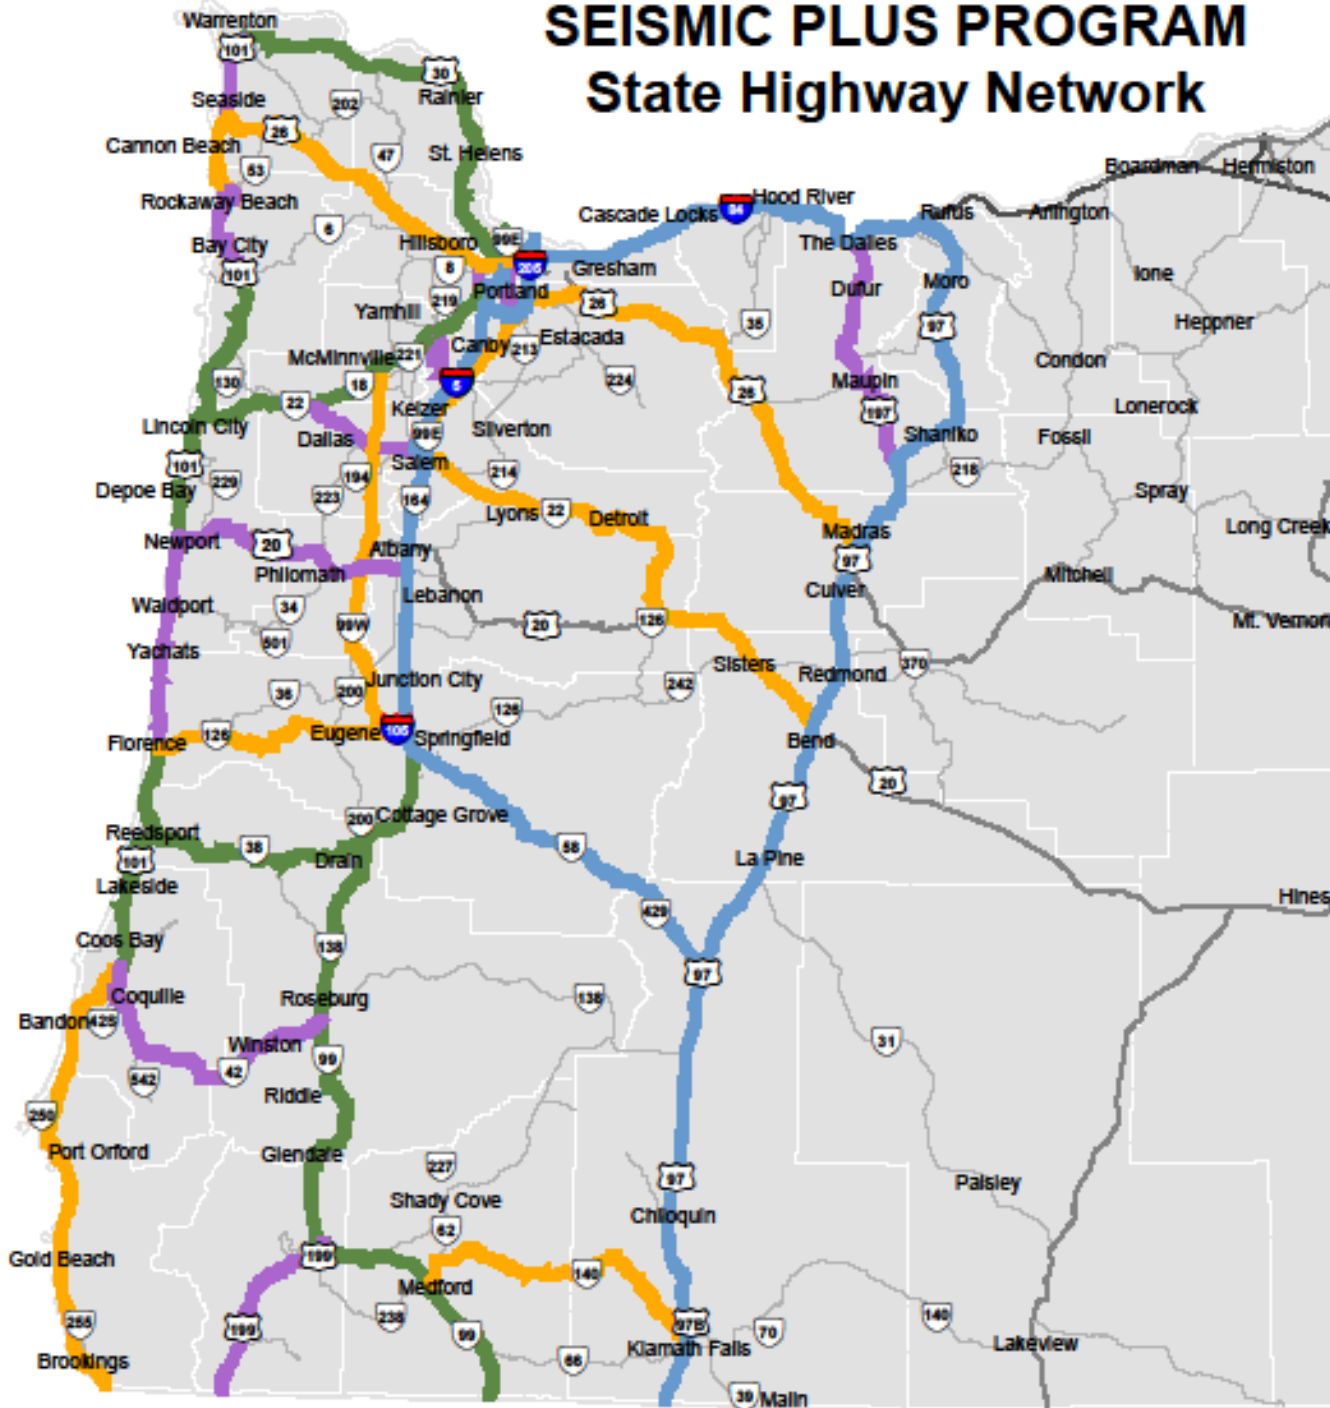 SEISMIC PLUS PROGRAM
State Highway Network
Warrenton
101
30
Rainier
Seaside
202
26
Cannon Beach
47
St. Helens
53
Boardman
Hermiston
Rockaway Beach
Hood River
84
Cascade Locks
Rufus
Arlington
6
Bay City
Hillsboro
99E
The Dalles
101
8
205
Gresham
Ione
Portland
Dufur
Moro
219
26
Yamhill
35
97
Heppner
Canby
213
Estacada
McMinnville
221
Condon
130
18
5
224
26
Maupin
22
Keizer
197
Lonerock
Lincoln City
Dallas
99E
Silverton
Shaniko
Fossil
101
Salem
214
218
229
194
Depoe Bay
223
164
Spray
Lyons
22
Detroit
Long Creek
Newport
20
Albany
Madras
97
Philomath
Mitchell
Lebanon
Culver
Waldport
34
99W
20
126
Mt. Vernon
501
Yachats
Sisters
370
Redmond
Junction City
36
200
242
126
126
Florence
Eugene
105
Springfield
Bend
20
97
200
Cottage Grove
Reedsport
38
58
101
Drain
La Pine
Lakeside
Hines
429
Coos Bay
138
97
Coquille
Roseburg
138
Bandon
42S
Winston
31
99
542
42
Riddle
250
Port Orford
Glendale
227
97
Paisley
Shady Cove
Chiloquin
62
Gold Beach
199
140
Medford
255
199
238
99
97B
70
140
Lakeview
Brookings
66
Klamath Falls
39
Malin